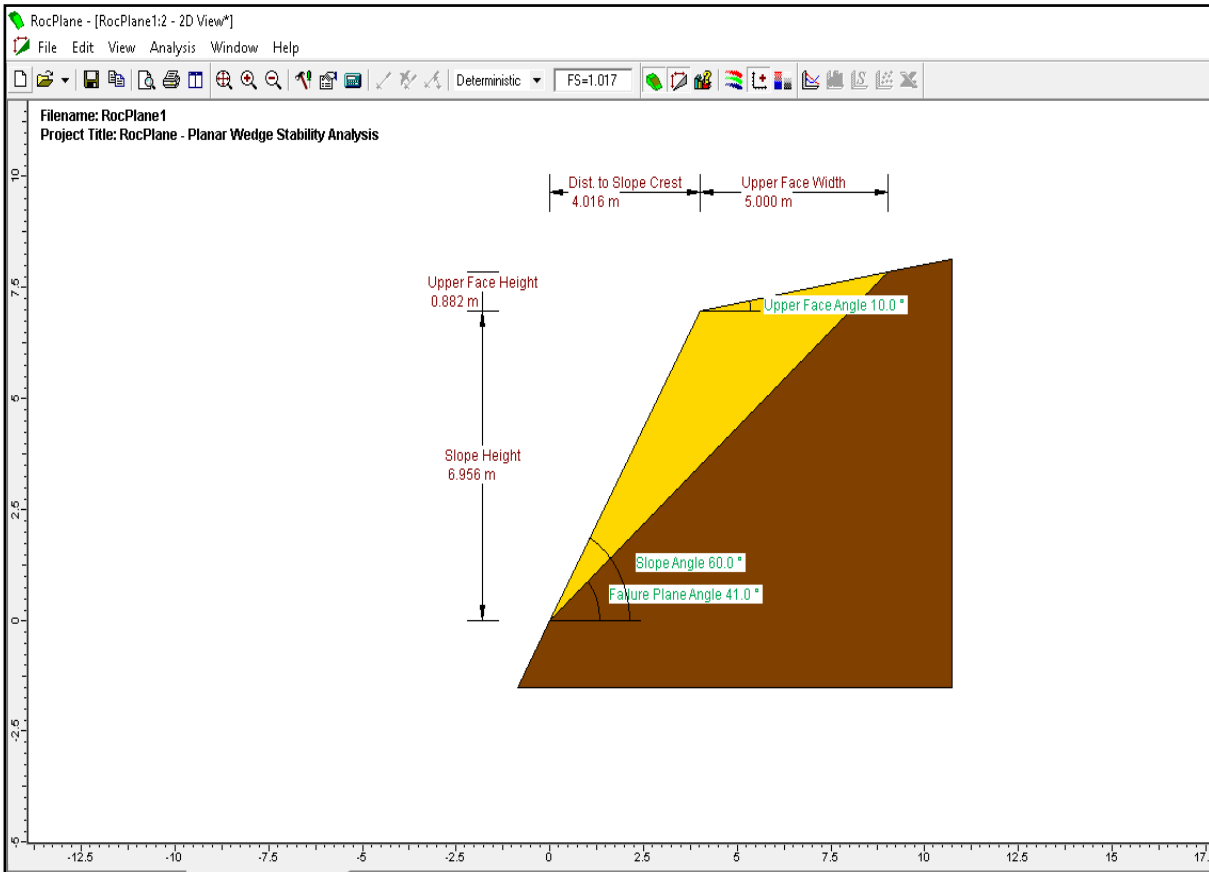 RocPlane - [RocPlane1:2 - 2D View*]
File Edit View Analysis Window Help
Deterministic FS=1.017
Filename: RocPlane1
Project Title: RocPlane - Planar Wedge Stability Analysis
Dist. to Slope Crest
4.016 m
Upper Face Width
5.000 m
Upper Face Height
0.882 m
Upper Face Angle 10.0 °
Slope Height
6.956 m
Slope Angle 60.0 °
Failure Plane Angle 41.0 °
10
7.5
5
2.5
0
-2.5
-5
-12.5 -10 -7.5 -5 -2.5 0 2.5 5 7.5 10 12.5 15 17.